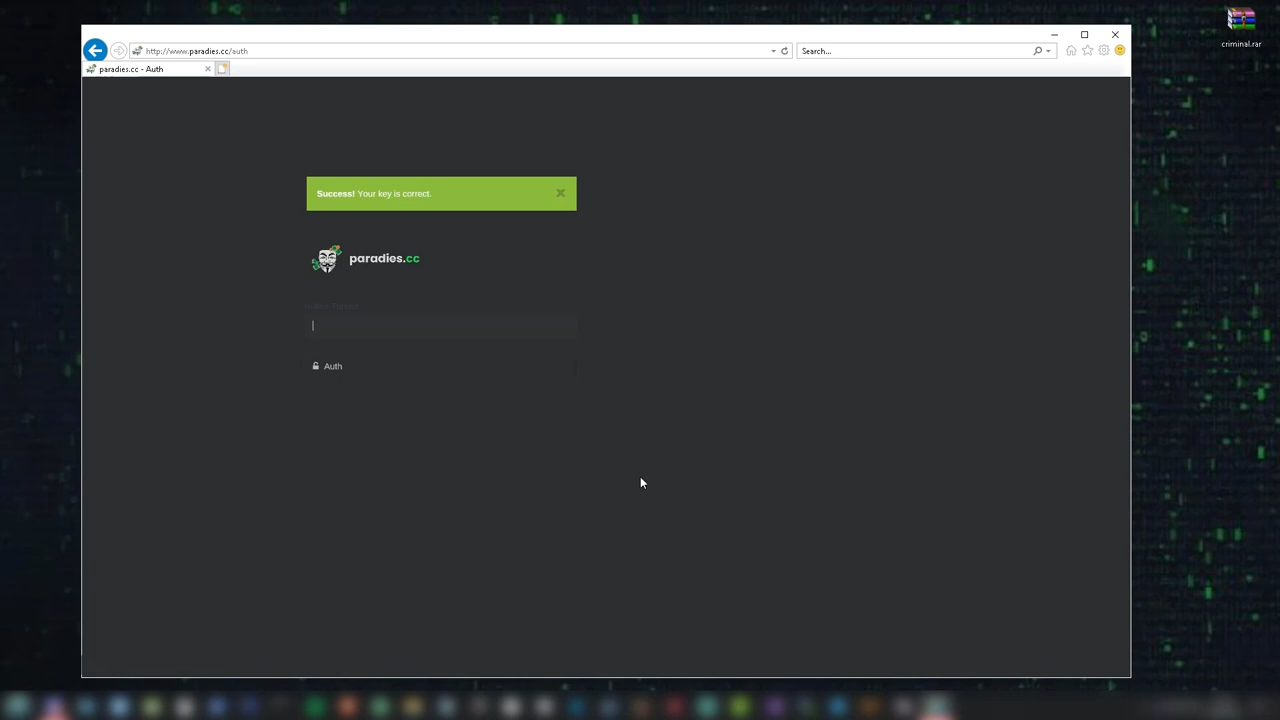 criminal.rar
http://www.paradies.cc/auth
Search...
paradies.cc - Auth
Success! Your key is correct.
paradies.cc
Auth